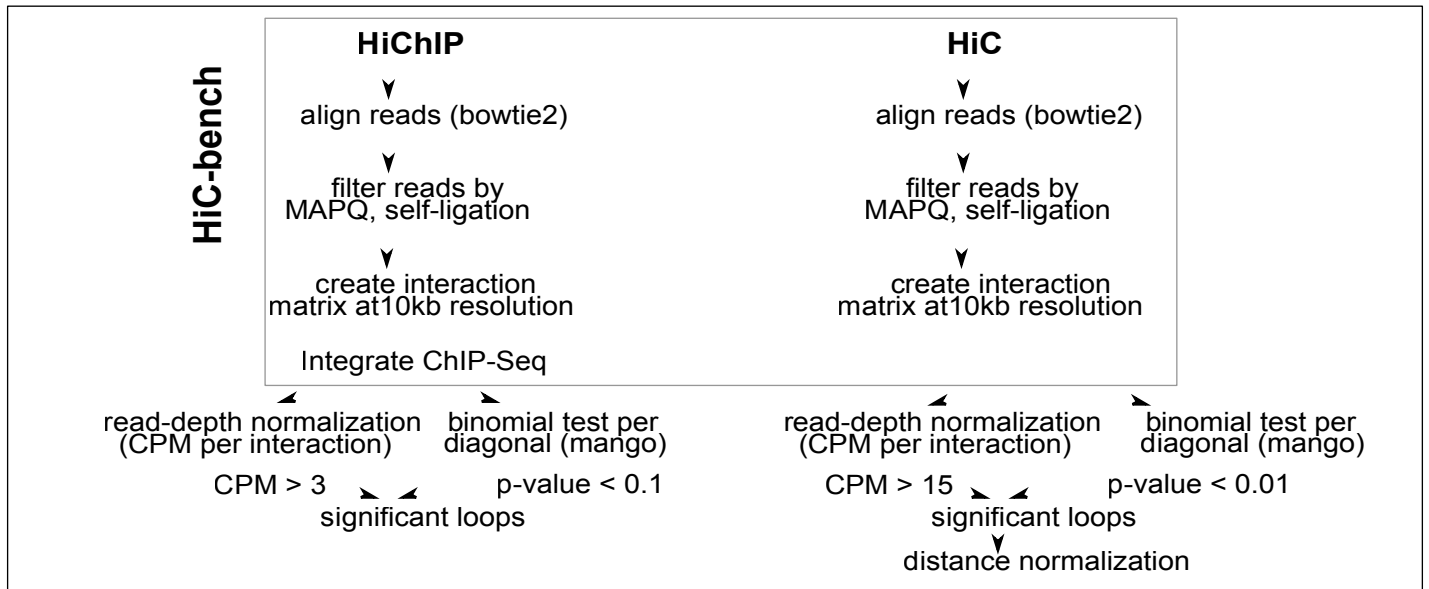 HiC-bench
HiChIP
align reads (bowtie2)
filter reads by
MAPQ, self-ligation
create interaction
matrix at10kb resolution
Integrate ChIP-Seq
read-depth normalization
(CPM per interaction)
binomial test per
diagonal (mango)
CPM > 3
p-value < 0.1
significant loops
HiC
align reads (bowtie2)
filter reads by
MAPQ, self-ligation
create interaction
matrix at10kb resolution
read-depth normalization
(CPM per interaction)
binomial test per
diagonal (mango)
CPM > 15
p-value < 0.01
significant loops
distance normalization